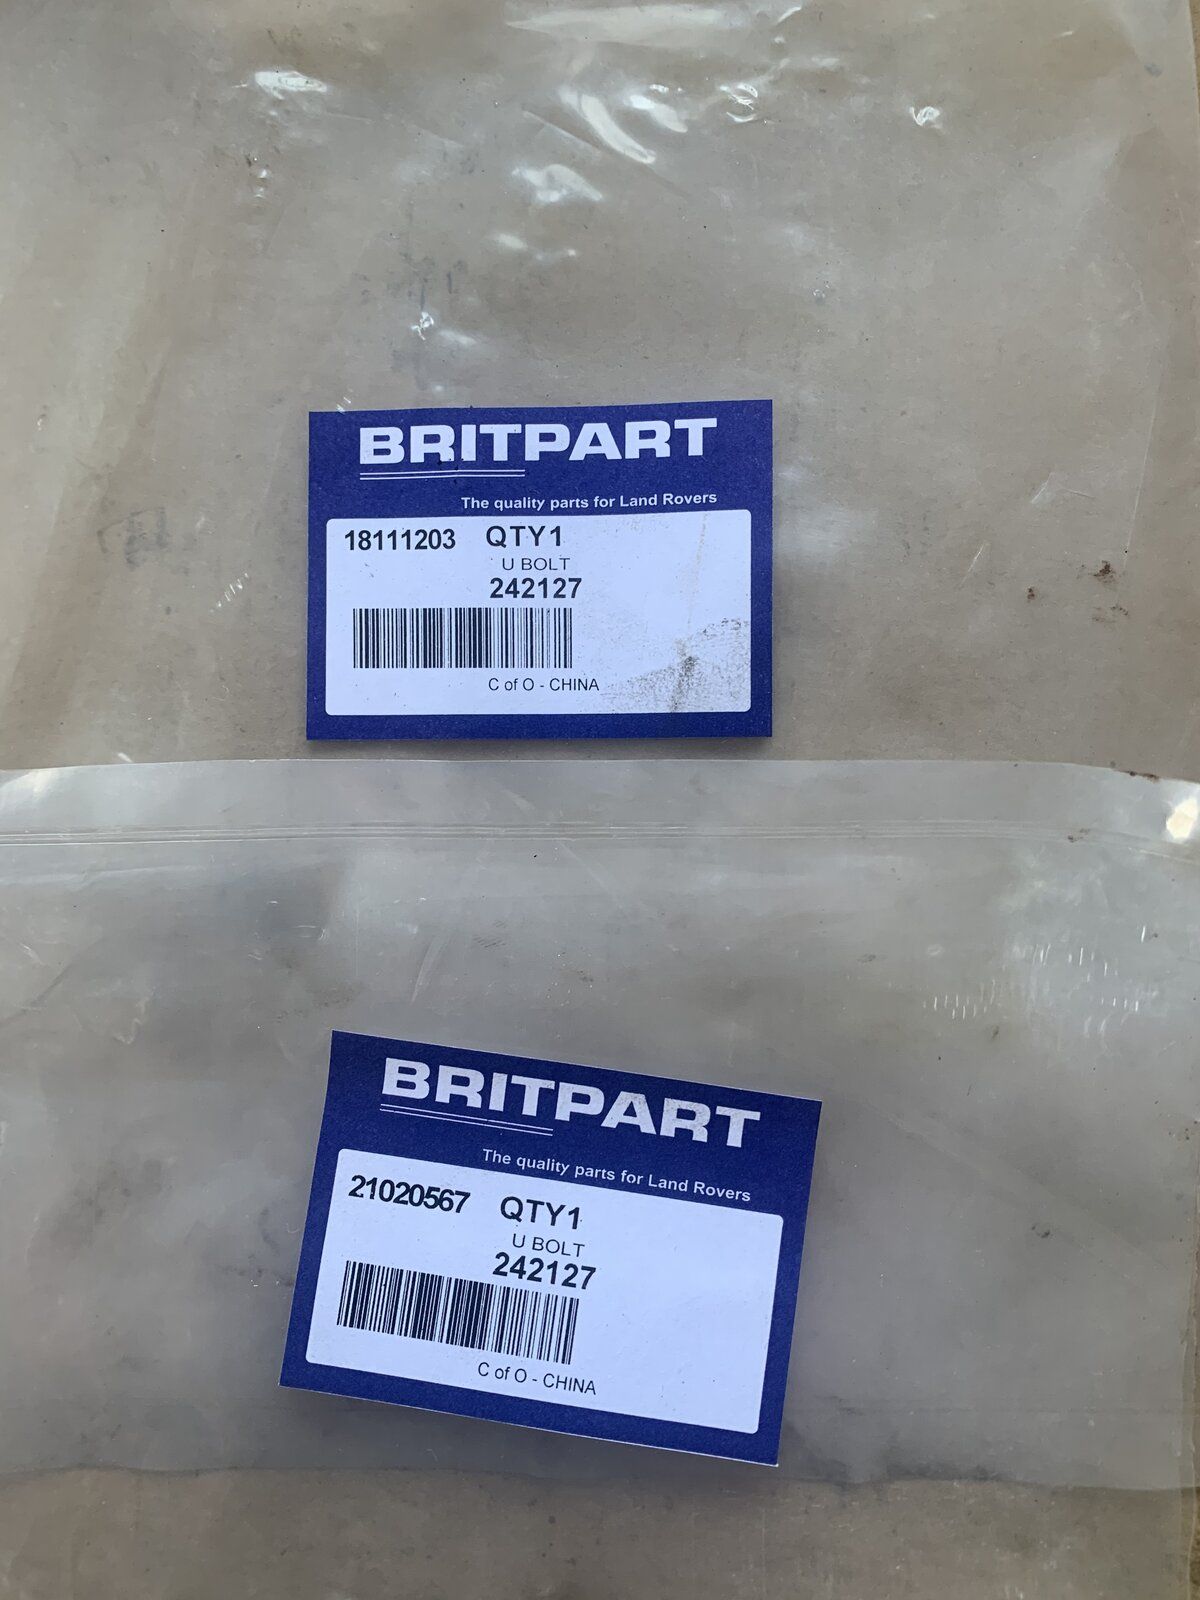 BRITPART
The quality parts for Land Rovers
18111203 QTY1
U BOLT
242127
C of O - CHINA
BRITPART
The quality parts for Land Rovers
21020567 QTY1
U BOLT
242127
C of O - CHINA